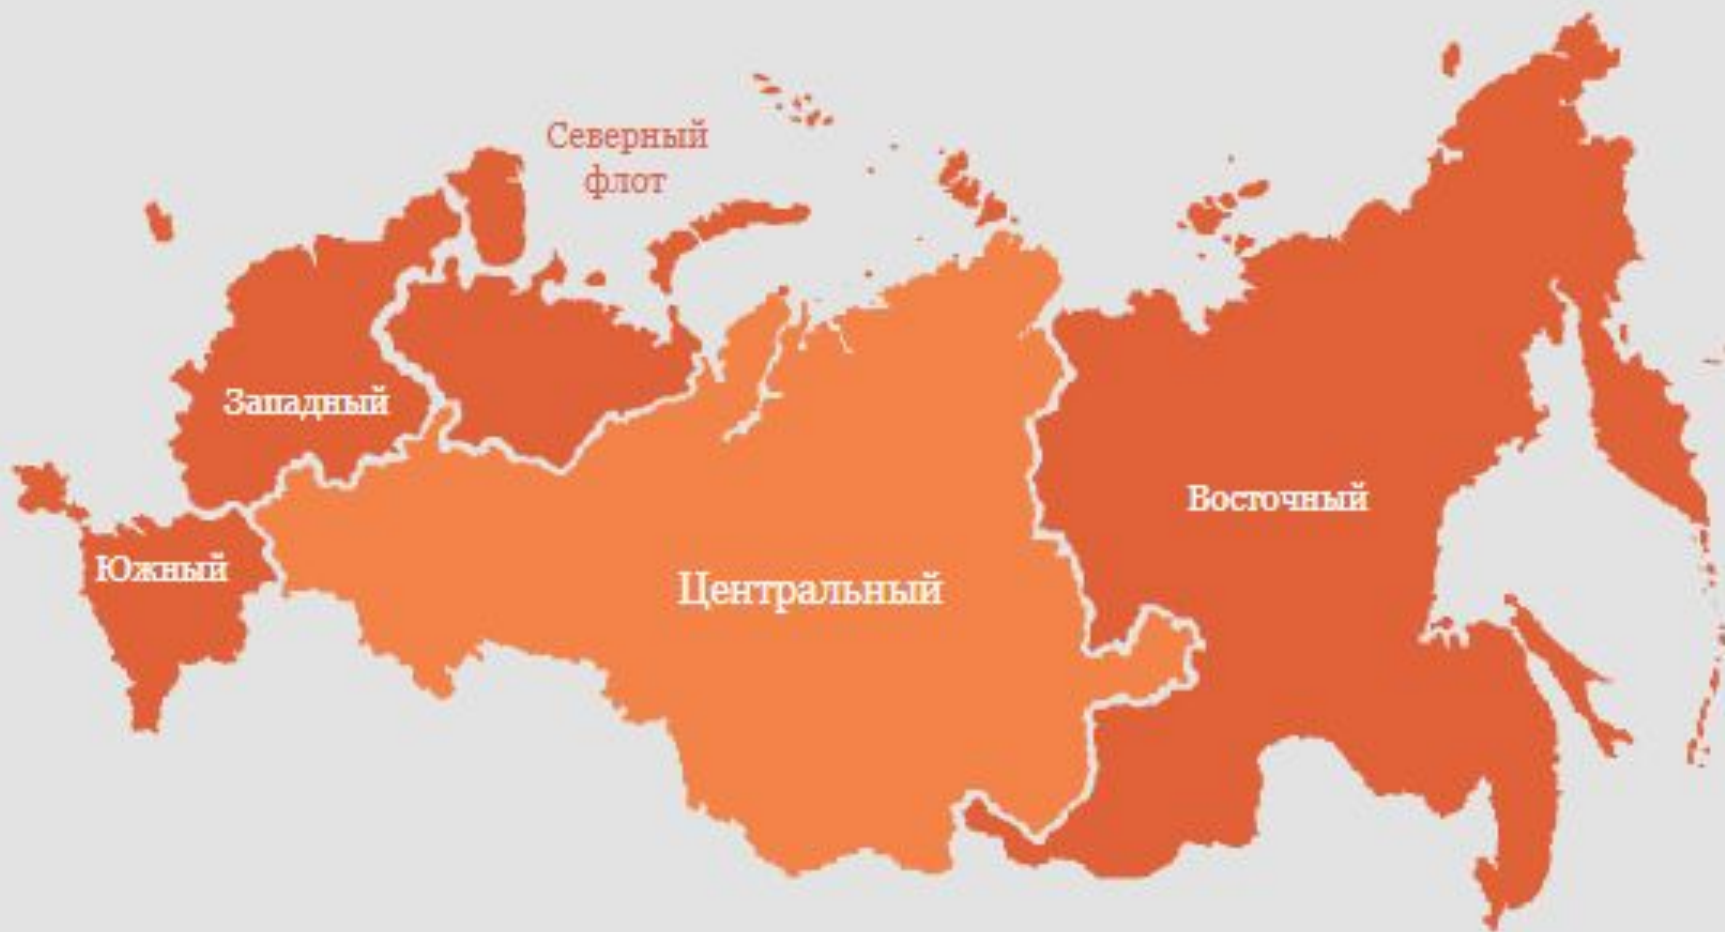 Северный
флот
Западный
Восточный
Южный
Центральный